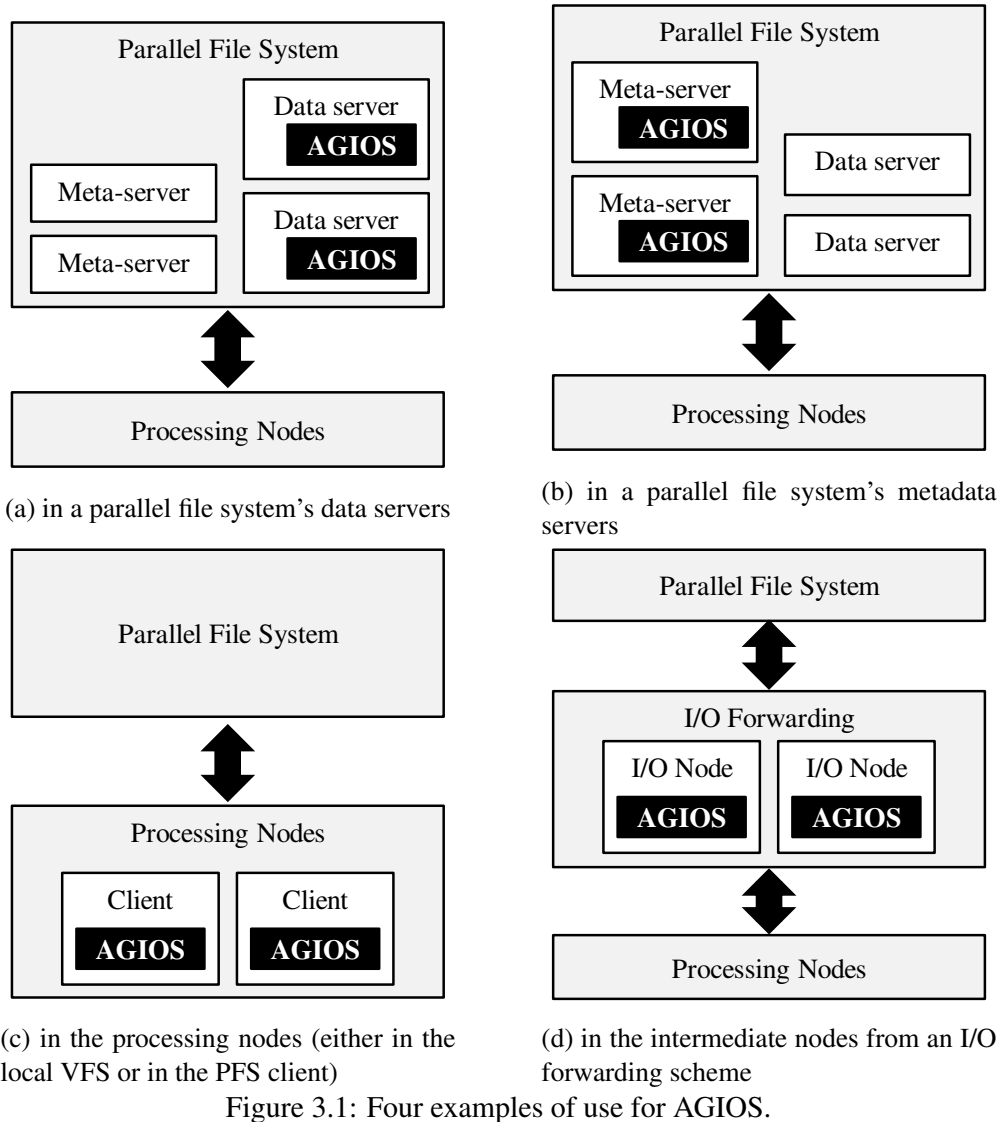 Parallel File System
Data server
AGIOS
Meta-server
Data server
Meta-server
AGIOS
Processing Nodes
(a) in a parallel file system's data servers
Parallel File System
Meta-server
AGIOS
Data server
Meta-server
AGIOS
Data server
Processing Nodes
(b) in a parallel file system's metadata
servers
Parallel File System
Processing Nodes
Client
AGIOS
Client
AGIOS
(c) in the processing nodes (either in the
local VFS or in the PFS client)
Parallel File System
I/O Forwarding
I/O Node
AGIOS
I/O Node
AGIOS
Processing Nodes
(d) in the intermediate nodes from an I/O
forwarding scheme
Figure 3.1: Four examples of use for AGIOS.